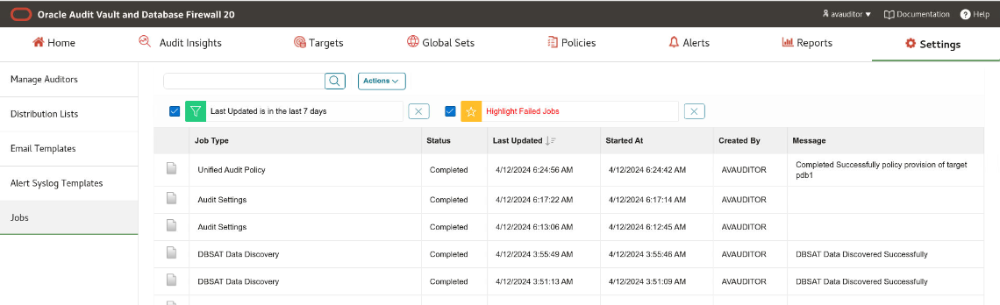 Oracle Audit Vault and Database Firewall 20
avauditor
Documentation
Help
Home
Audit Insights
Targets
Global Sets
Policies
Alerts
Reports
Settings
Manage Auditors
Distribution Lists
Email Templates
Alert Syslog Templates
Jobs
Actions
Last Updated is in the last 7 days
Highlight Failed Jobs
Job Type Status Last Updated Started At Created By Message
Unified Audit Policy Completed 4/12/2024 6:24:56 AM 4/12/2024 6:24:42 AM AVAUDITOR Completed Successfully policy provision of target
pdb1
Audit Settings Completed 4/12/2024 6:17:22 AM 4/12/2024 6:17:14 AM AVAUDITOR
Audit Settings Completed 4/12/2024 6:13:06 AM 4/12/2024 6:12:45 AM AVAUDITOR
DBSAT Data Discovery Completed 4/12/2024 3:55:49 AM 4/12/2024 3:55:46 AM AVAUDITOR DBSAT Data Discovered Successfully
DBSAT Data Discovery Completed 4/12/2024 3:51:13 AM 4/12/2024 3:51:09 AM AVAUDITOR DBSAT Data Discovered Successfully